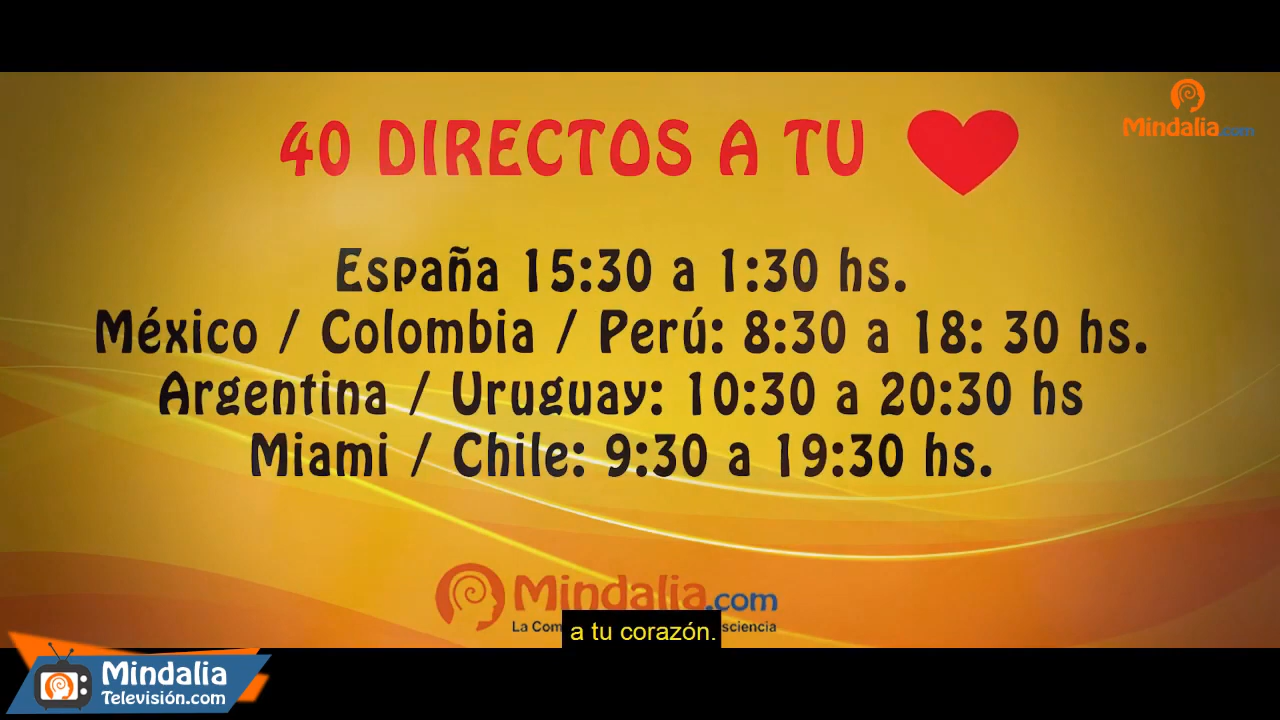 40 DIRECTOS A TU
Mindalia.com
España 15:30 a 1:30 hs.
México / Colombia / Perú: 8:30 a 18: 30 hs.
Argentina / Uruguay: 10:30 a 20:30 hs
Miami / Chile: 9:30 a 19:30 hs.
Mindalia.com
La Com
a tu corazón.
Mindalia
Televisión.com